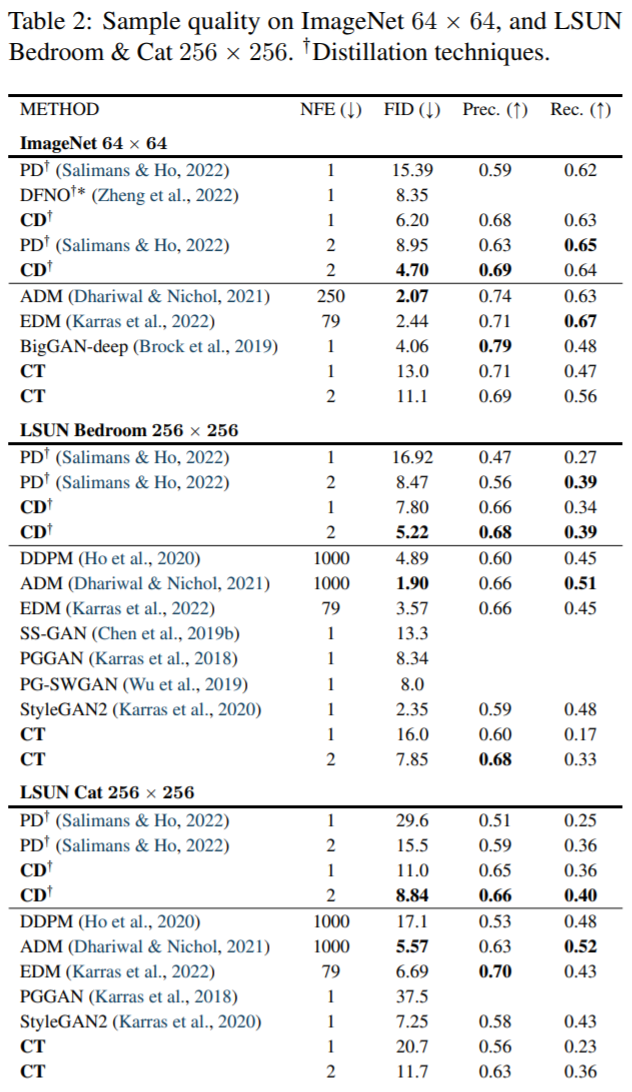 Table 2: Sample quality on ImageNet 64 × 64, and LSUN
Bedroom & Cat 256 × 256. †Distillation techniques.
METHOD NFE (↓) FID (↓) Prec. (↑) Rec. (↑)
ImageNet 64 × 64
PD† (Salimans & Ho, 2022) 1 15.39 0.59 0.62
DFNO†* (Zheng et al., 2022) 1 8.35
CD† 1 6.20 0.68 0.63
PD† (Salimans & Ho, 2022) 2 8.95 0.63 0.65
CD† 2 4.70 0.69 0.64
ADM (Dhariwal & Nichol, 2021) 250 2.07 0.74 0.63
EDM (Karras et al., 2022) 79 2.44 0.71 0.67
BigGAN-deep (Brock et al., 2019) 1 4.06 0.79 0.48
CT 1 13.0 0.71 0.47
CT 2 11.1 0.69 0.56
LSUN Bedroom 256 × 256
PD† (Salimans & Ho, 2022) 1 16.92 0.47 0.27
PD† (Salimans & Ho, 2022) 2 8.47 0.56 0.39
CD† 1 7.80 0.66 0.34
CD† 2 5.22 0.68 0.39
DDPM (Ho et al., 2020) 1000 4.89 0.60 0.45
ADM (Dhariwal & Nichol, 2021) 1000 1.90 0.66 0.51
EDM (Karras et al., 2022) 79 3.57 0.66 0.45
SS-GAN (Chen et al., 2019b) 1 13.3
PGGAN (Karras et al., 2018) 1 8.34
PG-SWGAN (Wu et al., 2019) 1 8.0
StyleGAN2 (Karras et al., 2020) 1 2.35 0.59 0.48
CT 1 16.0 0.60 0.17
CT 2 7.85 0.68 0.33
LSUN Cat 256 × 256
PD† (Salimans & Ho, 2022) 1 29.6 0.51 0.25
PD† (Salimans & Ho, 2022) 2 15.5 0.59 0.36
CD† 1 11.0 0.65 0.36
CD† 2 8.84 0.66 0.40
DDPM (Ho et al., 2020) 1000 17.1 0.53 0.48
ADM (Dhariwal & Nichol, 2021) 1000 5.57 0.63 0.52
EDM (Karras et al., 2022) 79 6.69 0.70 0.43
PGGAN (Karras et al., 2018) 1 37.5
StyleGAN2 (Karras et al., 2020) 1 7.25 0.58 0.43
CT 1 20.7 0.56 0.23
CT 2 11.7 0.63 0.36